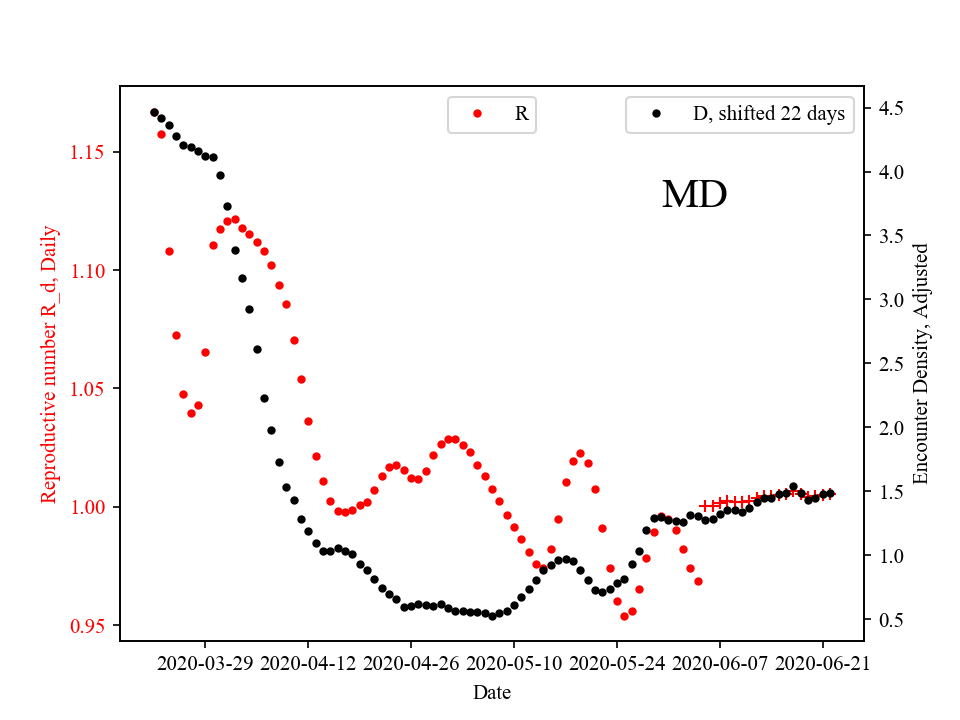 R
D, shifted 22 days
MD
Reproductive number R_d, Daily
1.15
1.10
1.05
1.00
0.95
4.5
4.0
3.5
3.0
2.5
2.0
1.5
1.0
0.5
Encounter Density, Adjusted
2020-03-29 2020-04-12 2020-04-26 2020-05-10 2020-05-24 2020-06-07 2020-06-21
Date